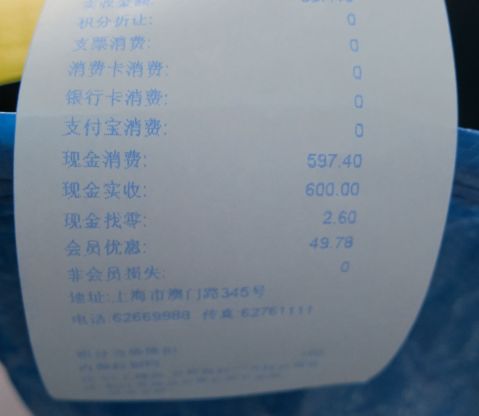 实收金额:
积分折让: 0
支票消费: 0
消费卡消费: 0
银行卡消费: 0
支付宝消费: 0
现金消费: 597.40
现金实收: 600.00
现金找零: 2.60
会员优惠: 49.78
非会员损失: 0
地址:上海市澳门路345号
电话:62669988 传真:62761111